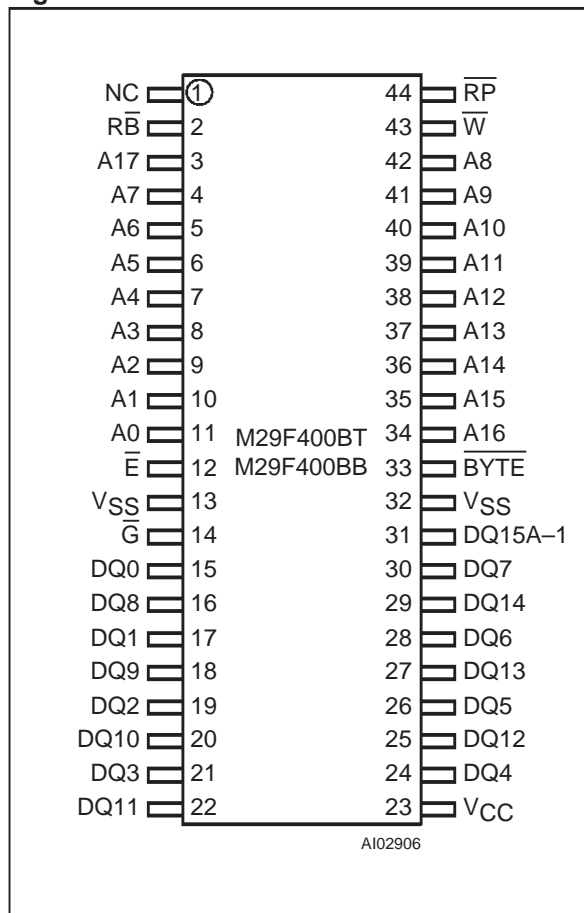 NC 1 44 R̅P̅
RB̅ 2 43 W̅
A17 3 42 A8
A7 4 41 A9
A6 5 40 A10
A5 6 39 A11
A4 7 38 A12
A3 8 37 A13
A2 9 36 A14
A1 10 35 A15
A0 11 M29F400BT 34 A16
E̅ 12 M29F400BB 33 B̅Y̅T̅E̅
VSS 13 32 VSS
G̅ 14 31 DQ15A–1
DQ0 15 30 DQ7
DQ8 16 29 DQ14
DQ1 17 28 DQ6
DQ9 18 27 DQ13
DQ2 19 26 DQ5
DQ10 20 25 DQ12
DQ3 21 24 DQ4
DQ11 22 23 VCC
AI02906